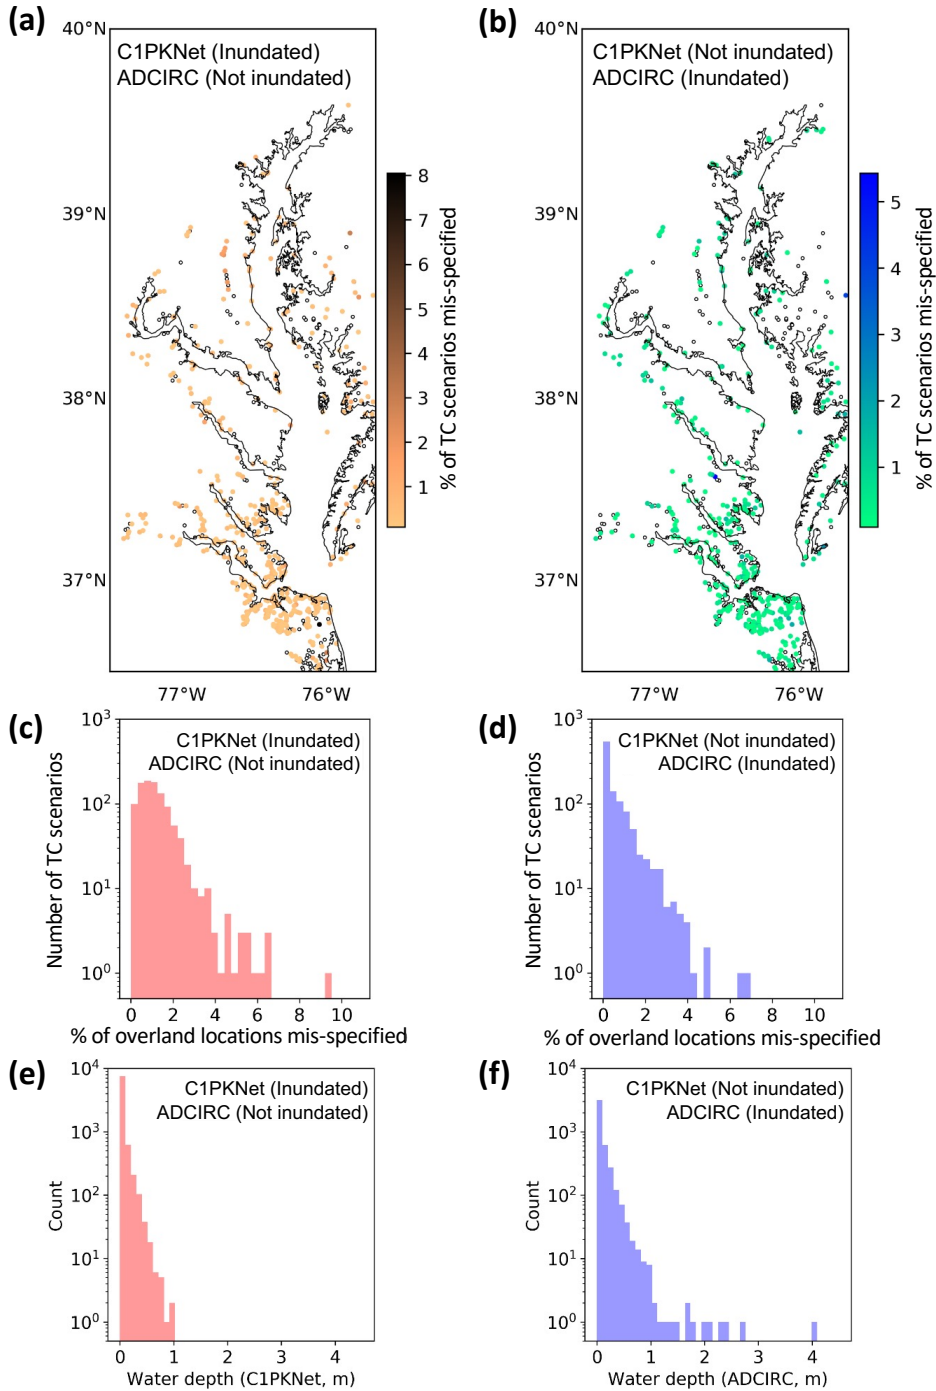 (a)
40°N
C1PKNet (Inundated)
ADCIRC (Not inundated)
39°N
38°N
37°N
77°W
76°W
8
7
6
5
4
3
2
1
% of TC scenarios mis-specified
(b)
40°N
C1PKNet (Not inundated)
ADCIRC (Inundated)
39°N
38°N
37°N
77°W
76°W
5
4
3
2
1
% of TC scenarios mis-specified
(c)
C1PKNet (Inundated)
ADCIRC (Not inundated)
Number of TC scenarios
10³
10²
10¹
10⁰
0 2 4 6 8 10
% of overland locations mis-specified
(d)
C1PKNet (Not inundated)
ADCIRC (Inundated)
Number of TC scenarios
10³
10²
10¹
10⁰
0 2 4 6 8 10
% of overland locations mis-specified
(e)
C1PKNet (Inundated)
ADCIRC (Not inundated)
Count
10⁴
10³
10²
10¹
10⁰
0 1 2 3 4
Water depth (C1PKNet, m)
(f)
C1PKNet (Not inundated)
ADCIRC (Inundated)
Count
10⁴
10³
10²
10¹
10⁰
0 1 2 3 4
Water depth (ADCIRC, m)